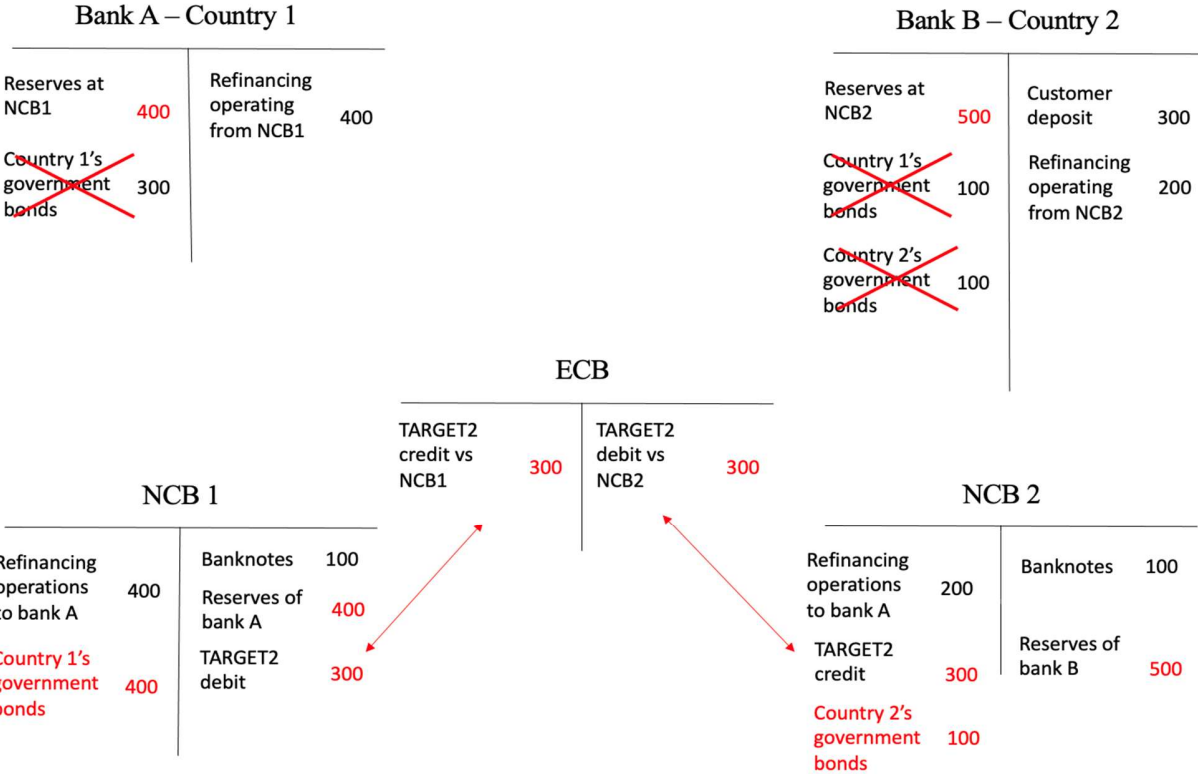 Bank A – Country 1
Reserves at
NCB1
400
Country 1's
government
bonds
300
Refinancing
operating
from NCB1
400
Bank B – Country 2
Reserves at
NCB2
500
Country 1's
government
bonds
100
Country 2's
government
bonds
100
Customer
deposit
300
Refinancing
operating
from NCB2
200
ECB
TARGET2
credit vs
NCB1
300
TARGET2
debit vs
NCB2
300
NCB 1
Refinancing
operations
to bank A
400
Country 1's
government
bonds
400
Banknotes 100
Reserves of
bank A
400
TARGET2
debit
300
NCB 2
Refinancing
operations
to bank A
200
TARGET2
credit
300
Country 2's
government
bonds
100
Banknotes 100
Reserves of
bank B
500